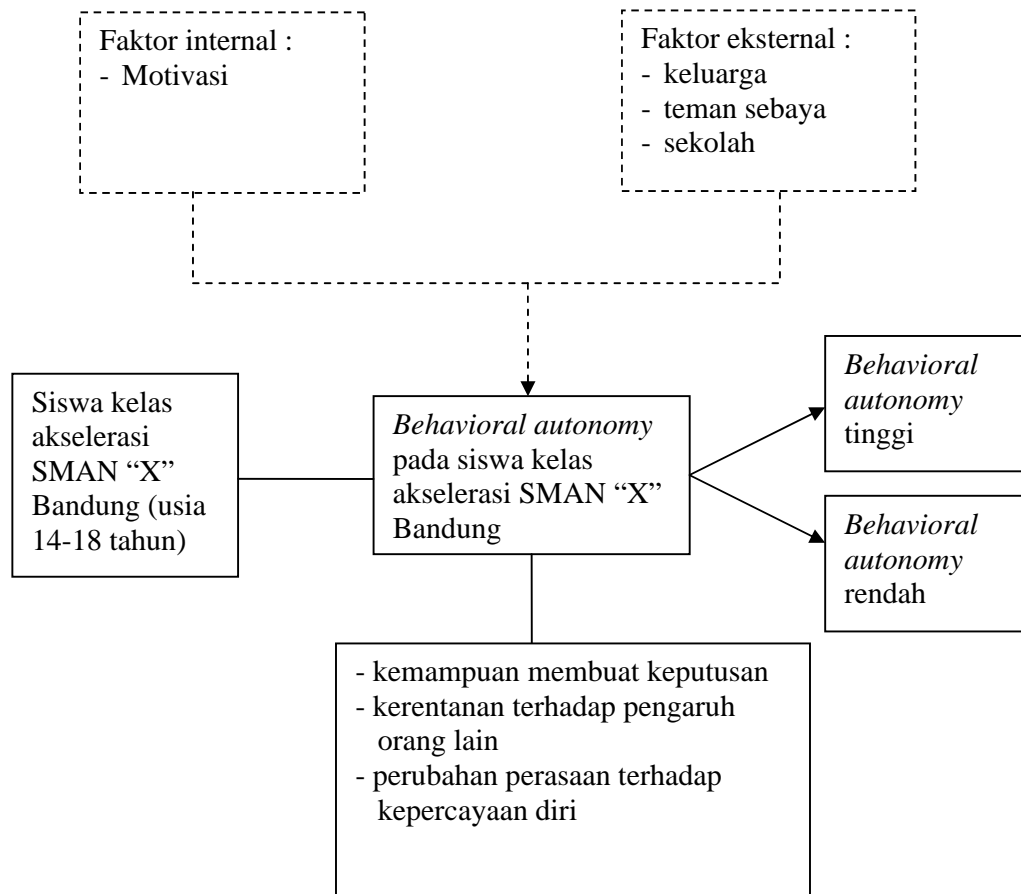 Faktor internal :
- Motivasi
Faktor eksternal :
- keluarga
- teman sebaya
- sekolah
Siswa kelas
akselerasi
SMAN “X”
Bandung (usia
14-18 tahun)
Behavioral autonomy
pada siswa kelas
akselerasi SMAN “X”
Bandung
Behavioral
autonomy
tinggi
Behavioral
autonomy
rendah
- kemampuan membuat keputusan
- kerentanan terhadap pengaruh
orang lain
- perubahan perasaan terhadap
kepercayaan diri